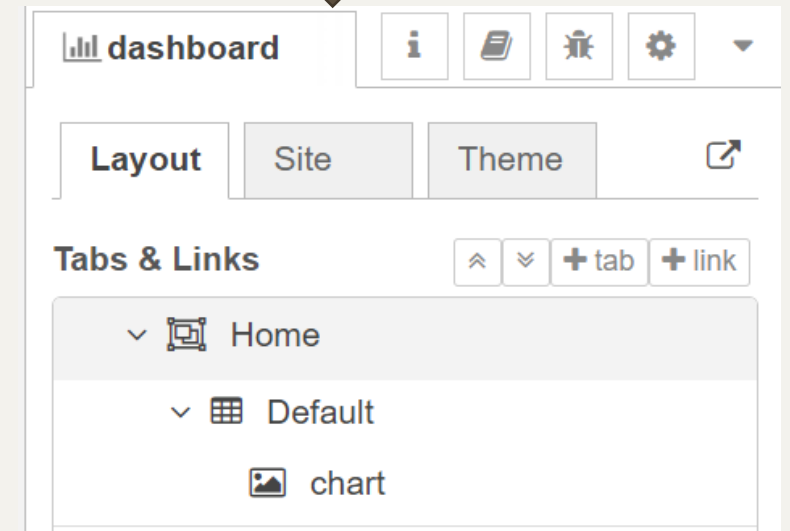 dashboard
Layout Site Theme
Tabs & Links + tab + link
Home
Default
chart